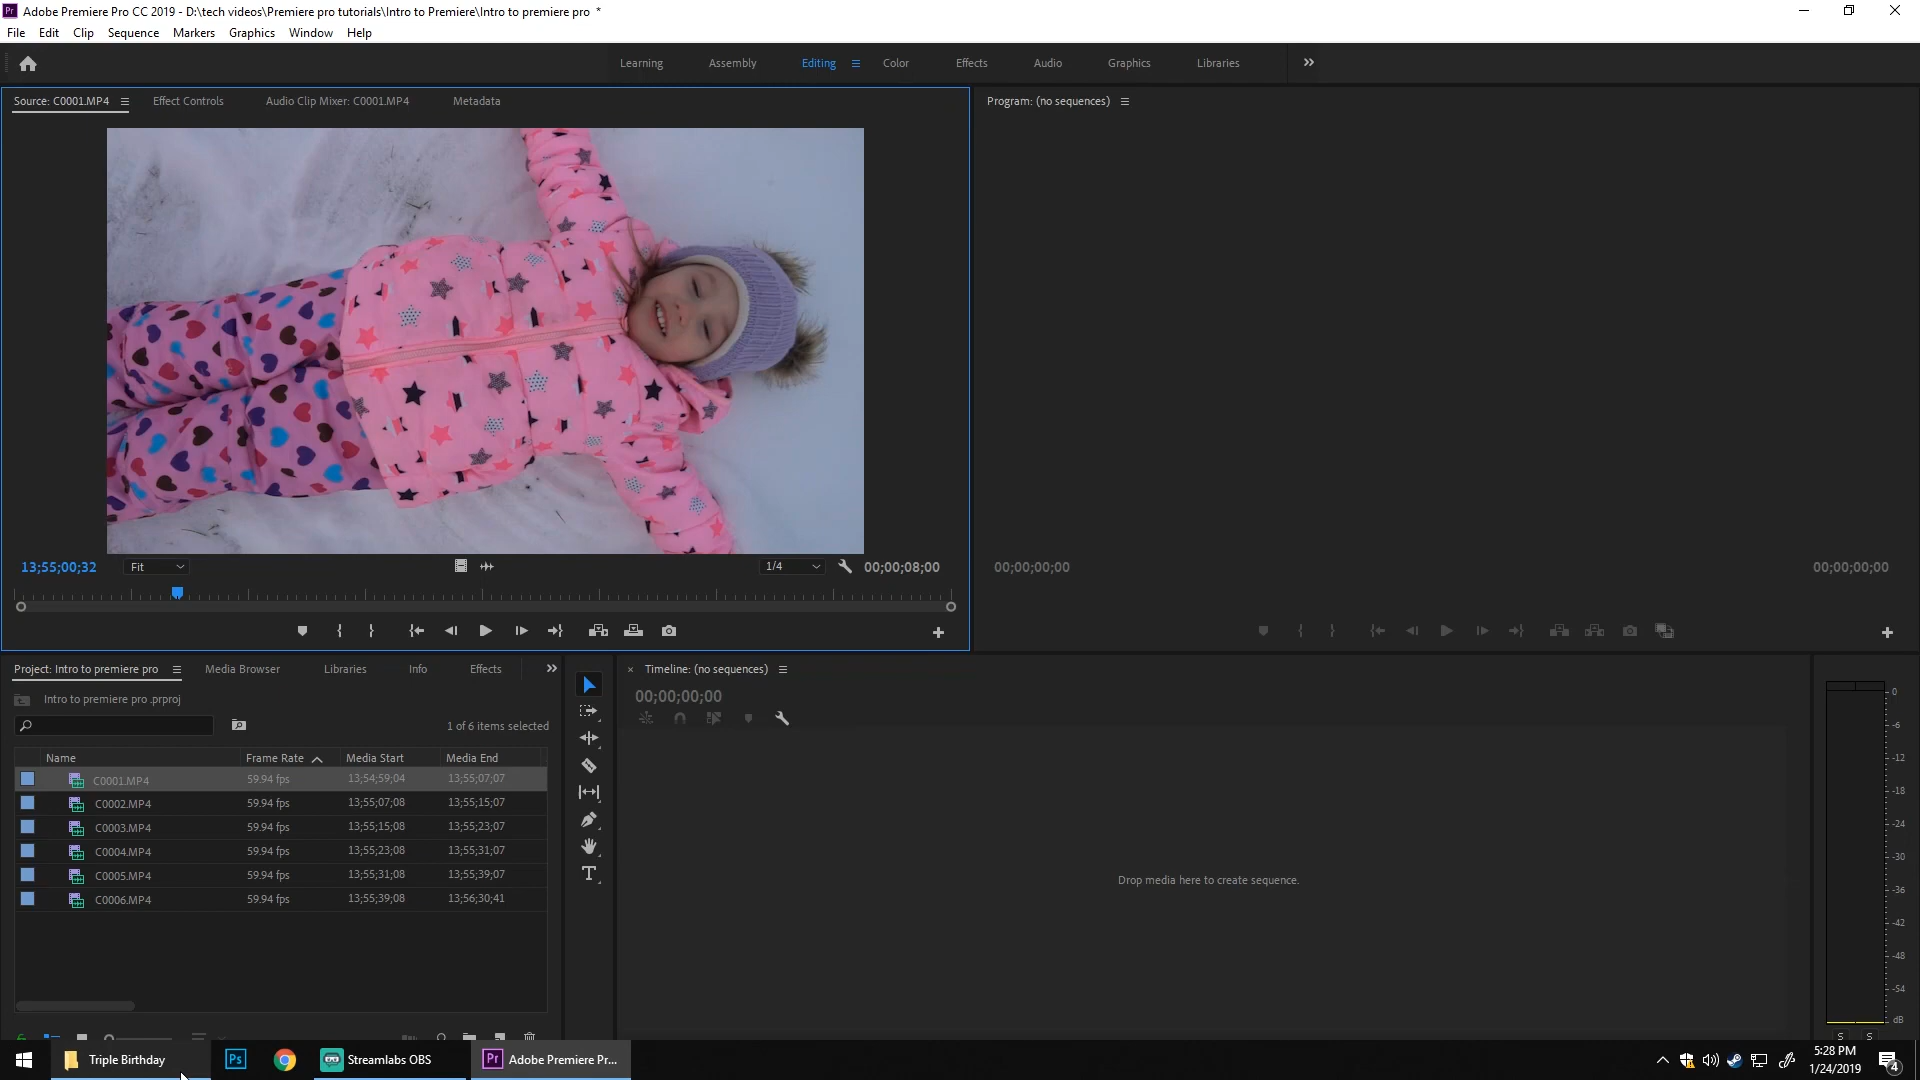 Pr Adobe Premiere Pro CC 2019 - D:\tech videos\Premiere pro tutorials\Intro to Premiere\Intro to premiere pro *
File Edit Clip Sequence Markers Graphics Window Help
Learning Assembly Editing Color Effects Audio Graphics Libraries
Source: C0001.MP4 Effect Controls Audio Clip Mixer: C0001.MP4 Metadata
Program: (no sequences)
13;55;00;32 Fit 1/4 00;00;08;00
00;00;00;00 00;00;00;00
Project: Intro to premiere pro Media Browser Libraries Info Effects
Intro to premiere pro .prproj
1 of 6 items selected
Name Frame Rate Media Start Media End
C0001.MP4 59.94 fps 13;54;59;04 13;55;07;07
C0002.MP4 59.94 fps 13;55;07;08 13;55;15;07
C0003.MP4 59.94 fps 13;55;15;08 13;55;23;07
C0004.MP4 59.94 fps 13;55;23;08 13;55;31;07
C0005.MP4 59.94 fps 13;55;31;08 13;55;39;07
C0006.MP4 59.94 fps 13;55;39;08 13;56;30;41
× Timeline: (no sequences)
00;00;00;00
Drop media here to create sequence.
0
-6
-12
-18
-24
-30
-36
-42
-48
-54
dB
S S
Triple Birthday Ps Streamlabs OBS Pr Adobe Premiere Pr...
5:28 PM
1/24/2019
4